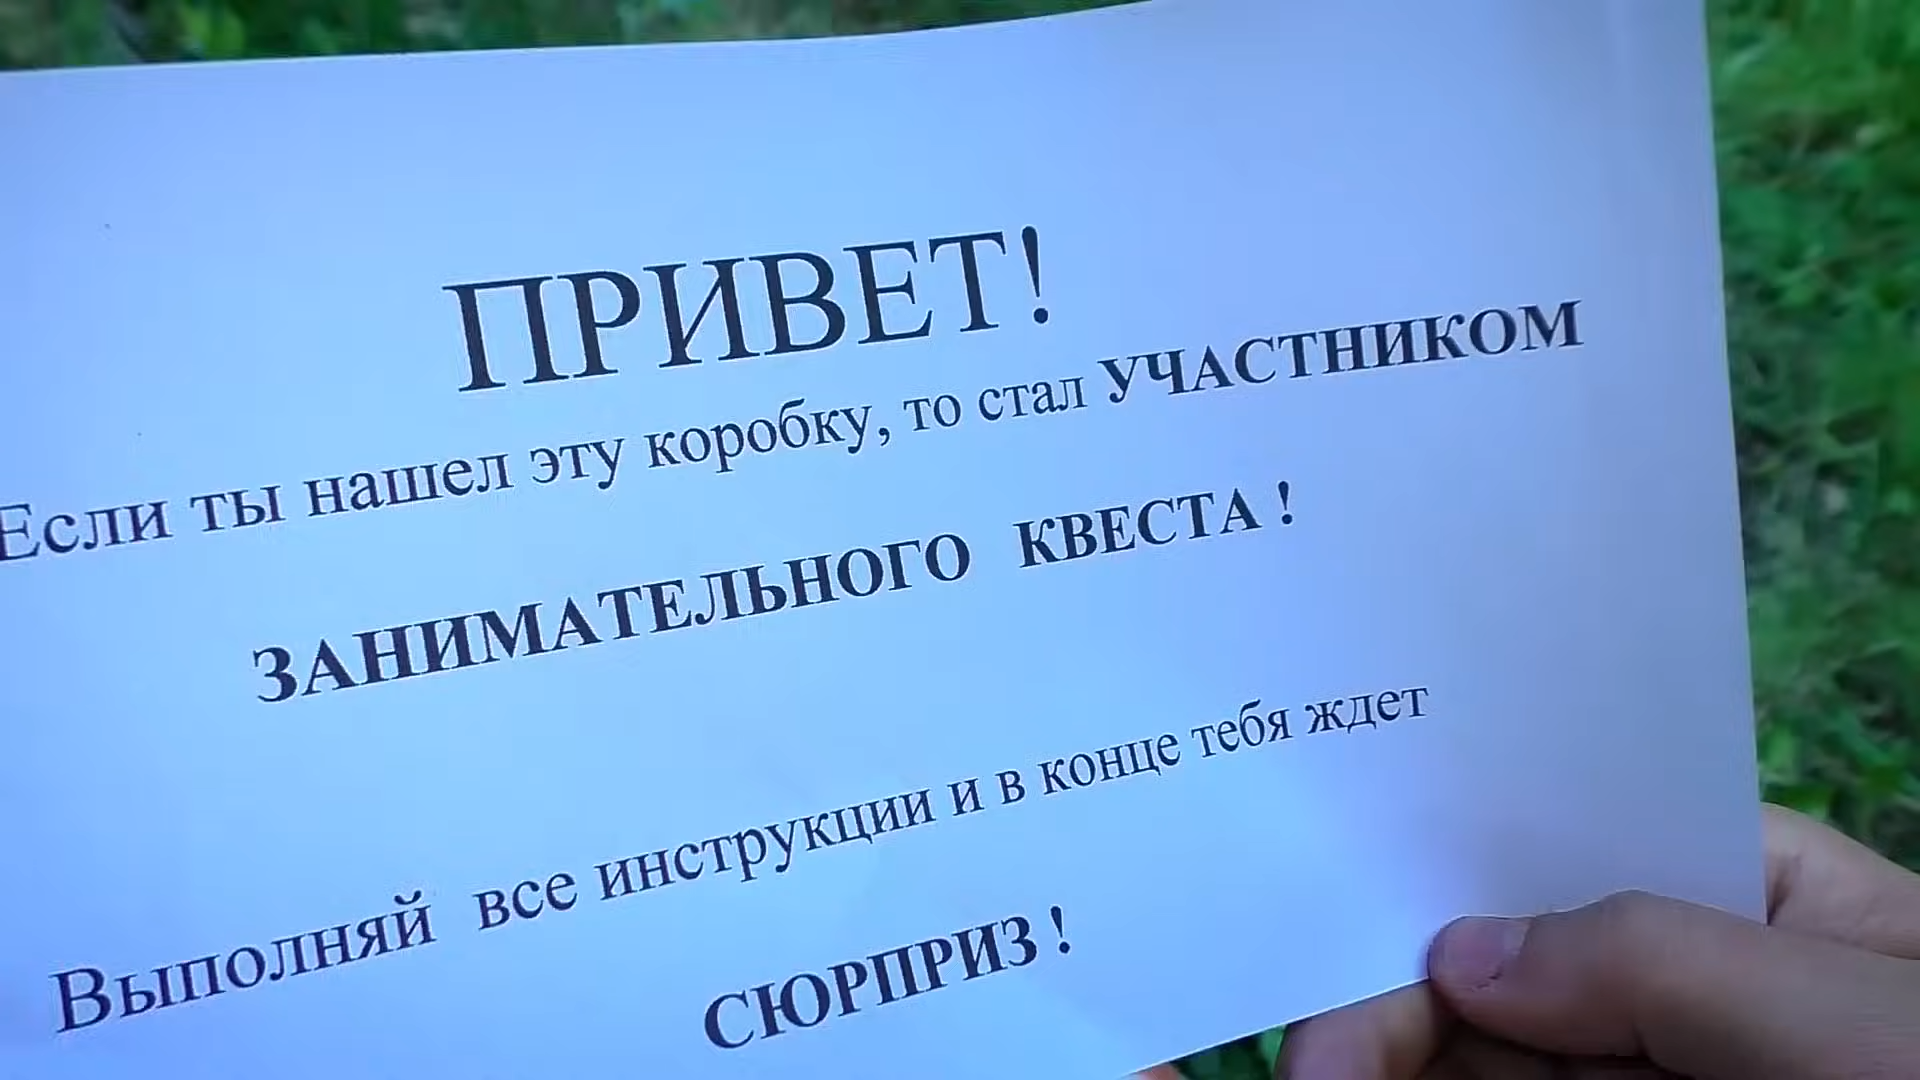 ПРИВЕТ!
Если ты нашел эту коробку, то стал УЧАСТНИКОМ
ЗАНИМАТЕЛЬНОГО КВЕСТА !
Выполняй все инструкции и в конце тебя ждет
СЮРПРИЗ !